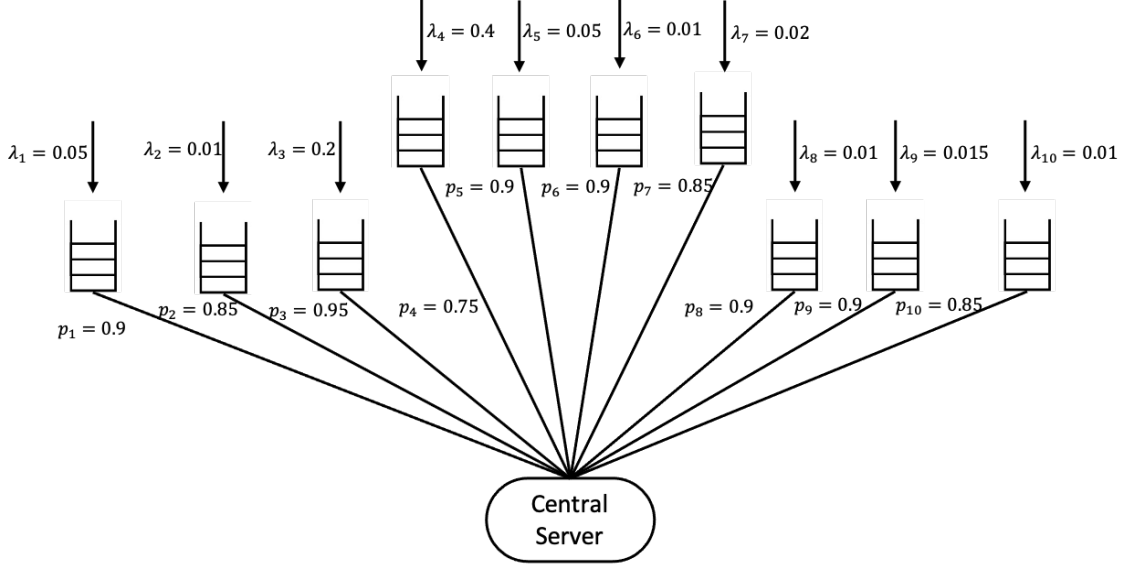 λ₄ = 0.4
λ₅ = 0.05
λ₆ = 0.01
λ₇ = 0.02
λ₁ = 0.05
λ₂ = 0.01
λ₃ = 0.2
λ₈ = 0.01
λ₉ = 0.015
λ₁₀ = 0.01
p₅ = 0.9
p₆ = 0.9
p₇ = 0.85
p₁ = 0.9
p₂ = 0.85
p₃ = 0.95
p₄ = 0.75
p₈ = 0.9
p₉ = 0.9
p₁₀ = 0.85
Central
Server